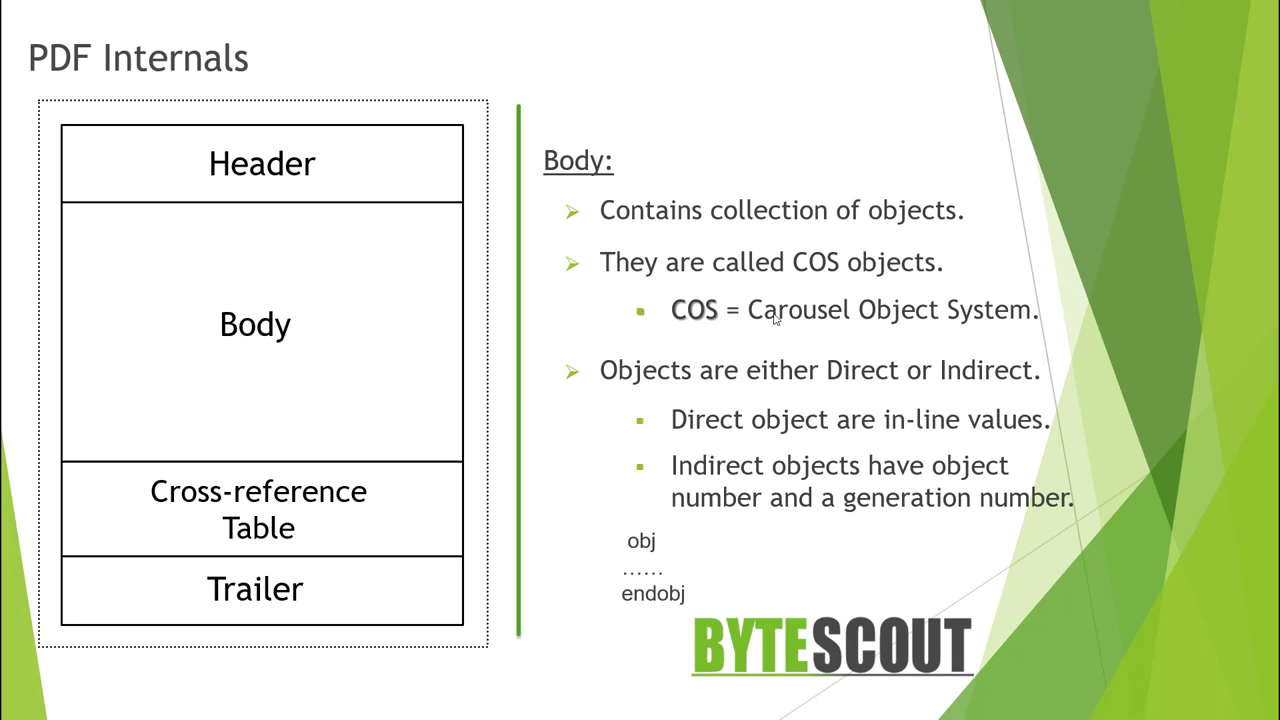 PDF Internals
Header
Body
Cross-reference
Table
Trailer
Body:
Contains collection of objects.
They are called COS objects.
COS = Carousel Object System.
Objects are either Direct or Indirect.
Direct object are in-line values.
Indirect objects have object
number and a generation number.
obj
......
endobj
BYTESCOUT